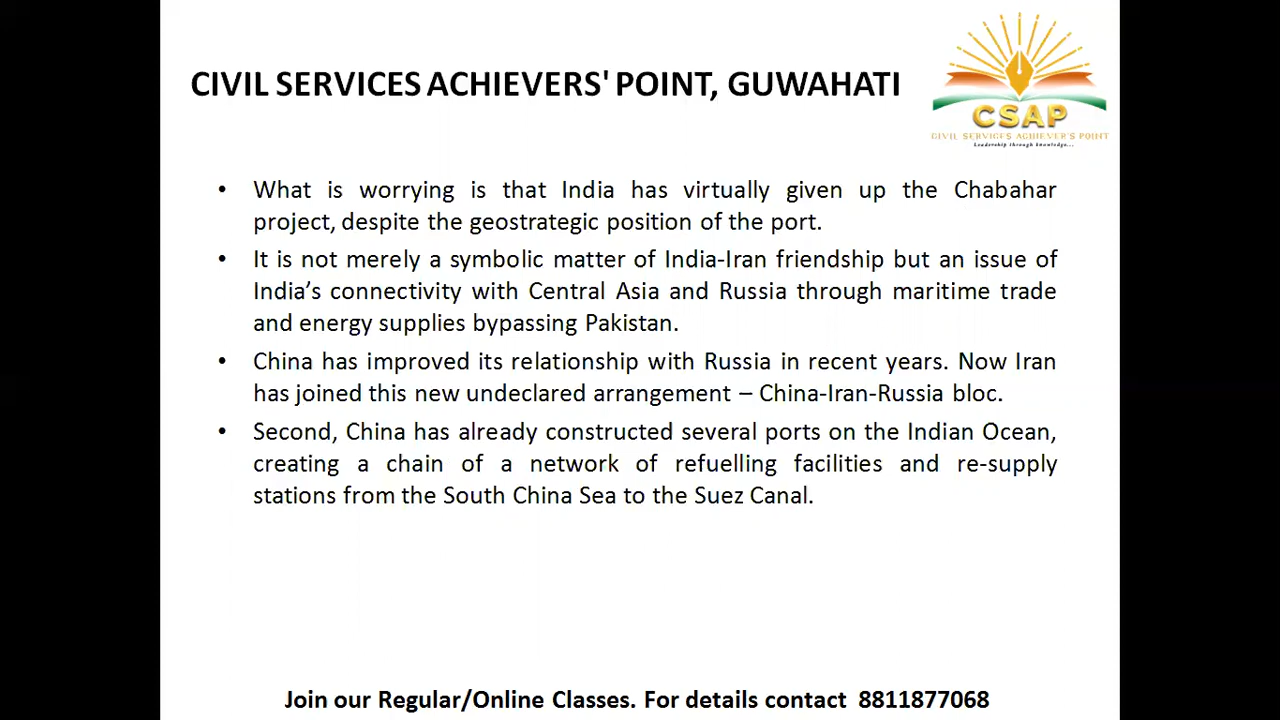 CIVIL SERVICES ACHIEVERS' POINT, GUWAHATI
CSAP
CIVIL SERVICES ACHIEVER'S POINT
Leadership through knowledge...
• What is worrying is that India has virtually given up the Chabahar
project, despite the geostrategic position of the port.
• It is not merely a symbolic matter of India-Iran friendship but an issue of
India’s connectivity with Central Asia and Russia through maritime trade
and energy supplies bypassing Pakistan.
• China has improved its relationship with Russia in recent years. Now Iran
has joined this new undeclared arrangement – China-Iran-Russia bloc.
• Second, China has already constructed several ports on the Indian Ocean,
creating a chain of a network of refuelling facilities and re-supply
stations from the South China Sea to the Suez Canal.
Join our Regular/Online Classes. For details contact 8811877068